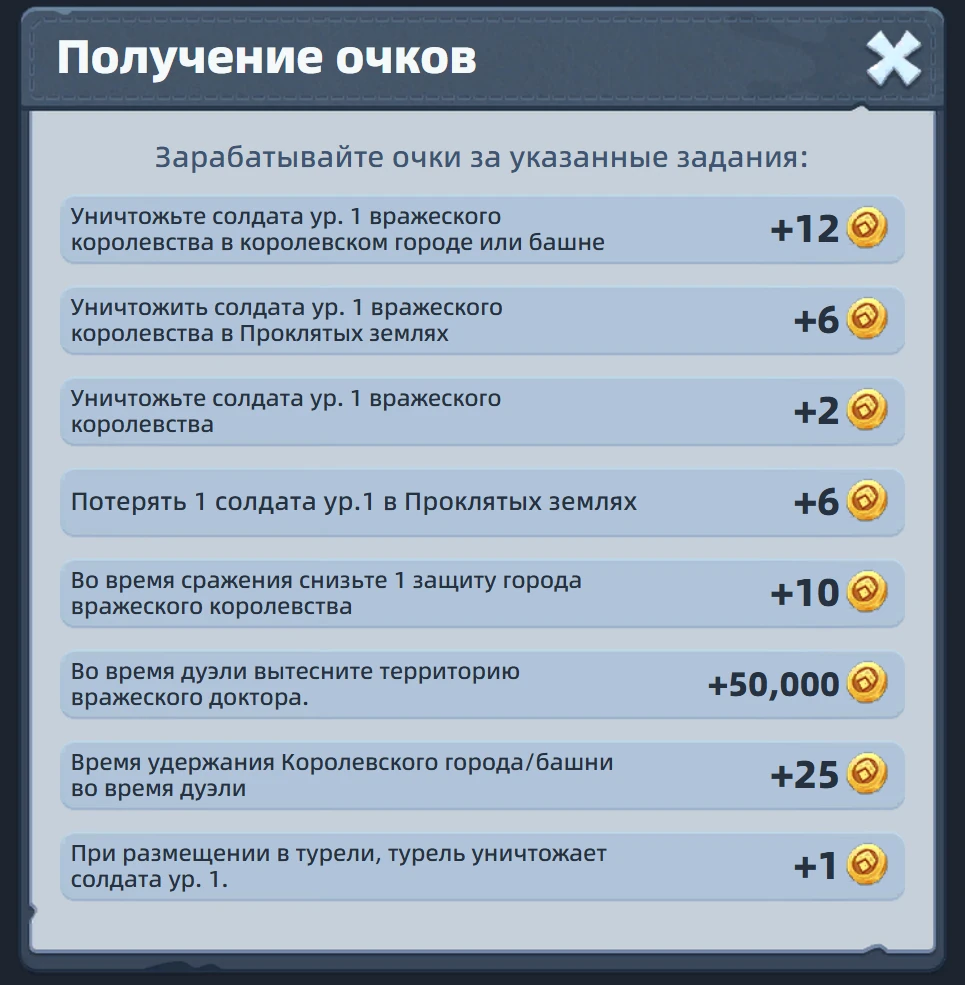 Получение очков
Зарабатывайте очки за указанные задания:
Уничтожьте солдата ур. 1 вражеского
королевства в королевском городе или башне
+12
Уничтожить солдата ур. 1 вражеского
королевства в Проклятых землях
+6
Уничтожьте солдата ур. 1 вражеского
королевства
+2
Потерять 1 солдата ур.1 в Проклятых землях
+6
Во время сражения снизьте 1 защиту города
вражеского королевства
+10
Во время дуэли вытесните территорию
вражеского доктора.
+50,000
Время удержания Королевского города/башни
во время дуэли
+25
При размещении в турели, турель уничтожает
солдата ур. 1.
+1